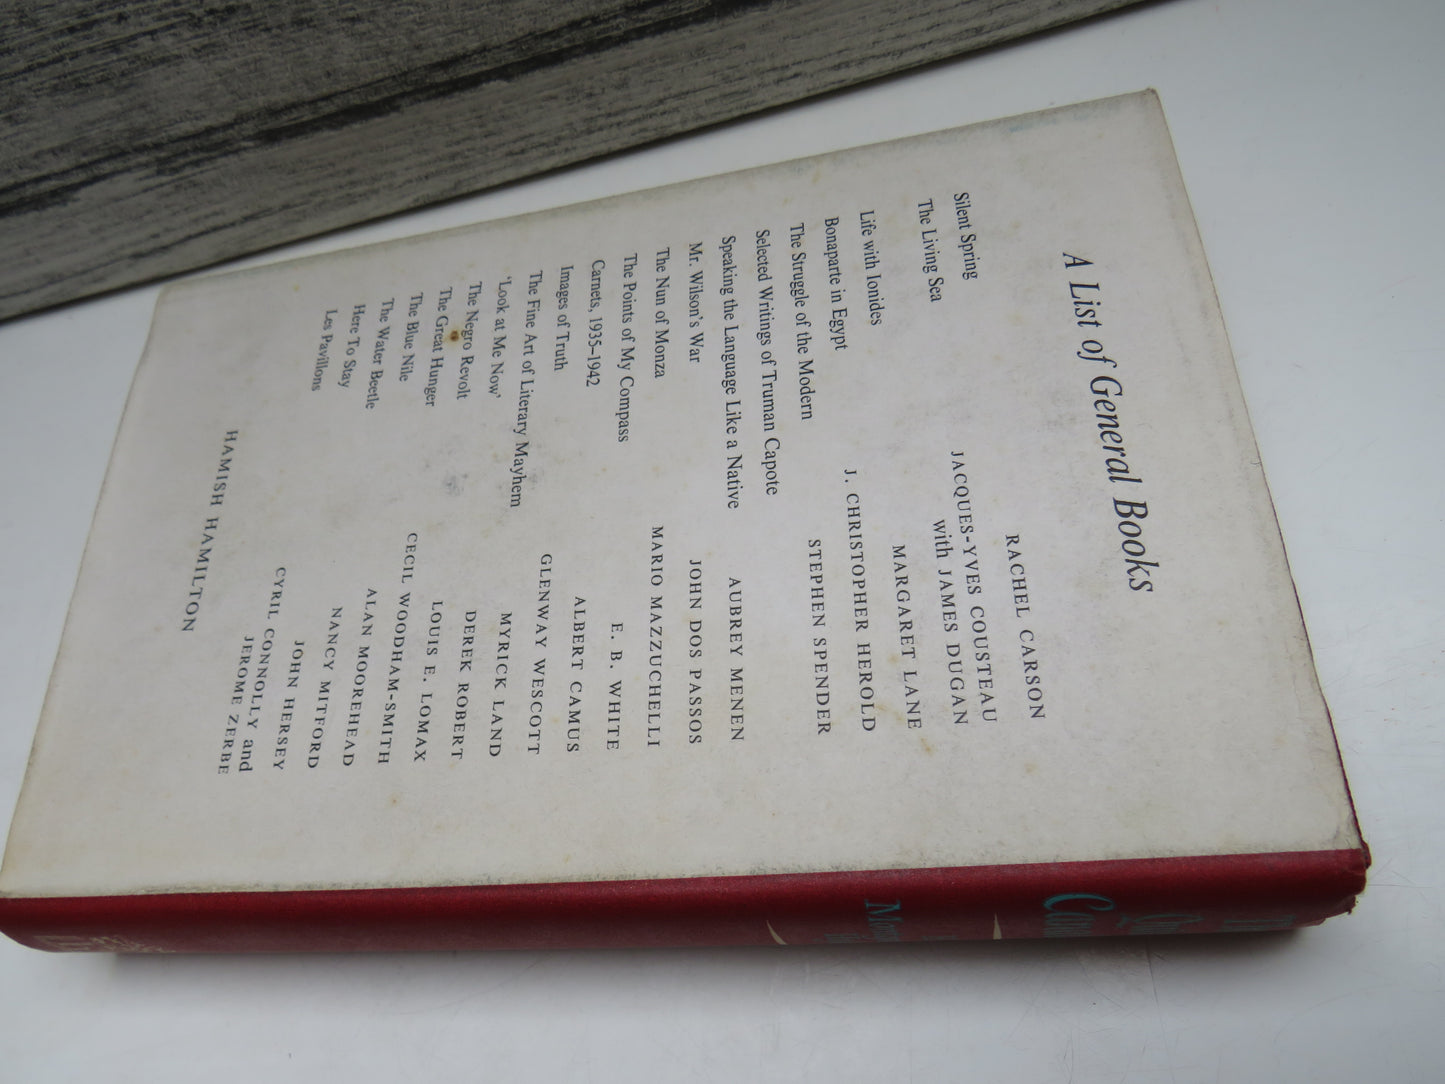 A List of General Books
Silent Spring RACHEL CARSON
The Living Sea JACQUES-YVES COUSTEAU
with JAMES DUGAN
Life with Ionides MARGARET LANE
Bonaparte in Egypt J. CHRISTOPHER HEROLD
The Struggle of the Modern STEPHEN SPENDER
Selected Writings of Truman Capote
Speaking the Language Like a Native AUBREY MENEN
Mr. Wilson's War JOHN DOS PASSOS
The Nun of Monza MARIO MAZZUCHELLI
The Points of My Compass E. B. WHITE
Carnets, 1935–1942 ALBERT CAMUS
Images of Truth GLENWAY WESCOTT
The Fine Art of Literary Mayhem MYRICK LAND
'Look at Me Now' DEREK ROBERT
The Negro Revolt LOUIS E. LOMAX
The Great Hunger CECIL WOODHAM-SMITH
The Blue Nile ALAN MOOREHEAD
The Water Beetle NANCY MITFORD
Here To Stay JOHN HERSEY
Les Pavillons CYRIL CONNOLLY and
JEROME ZERBE
HAMISH HAMILTON